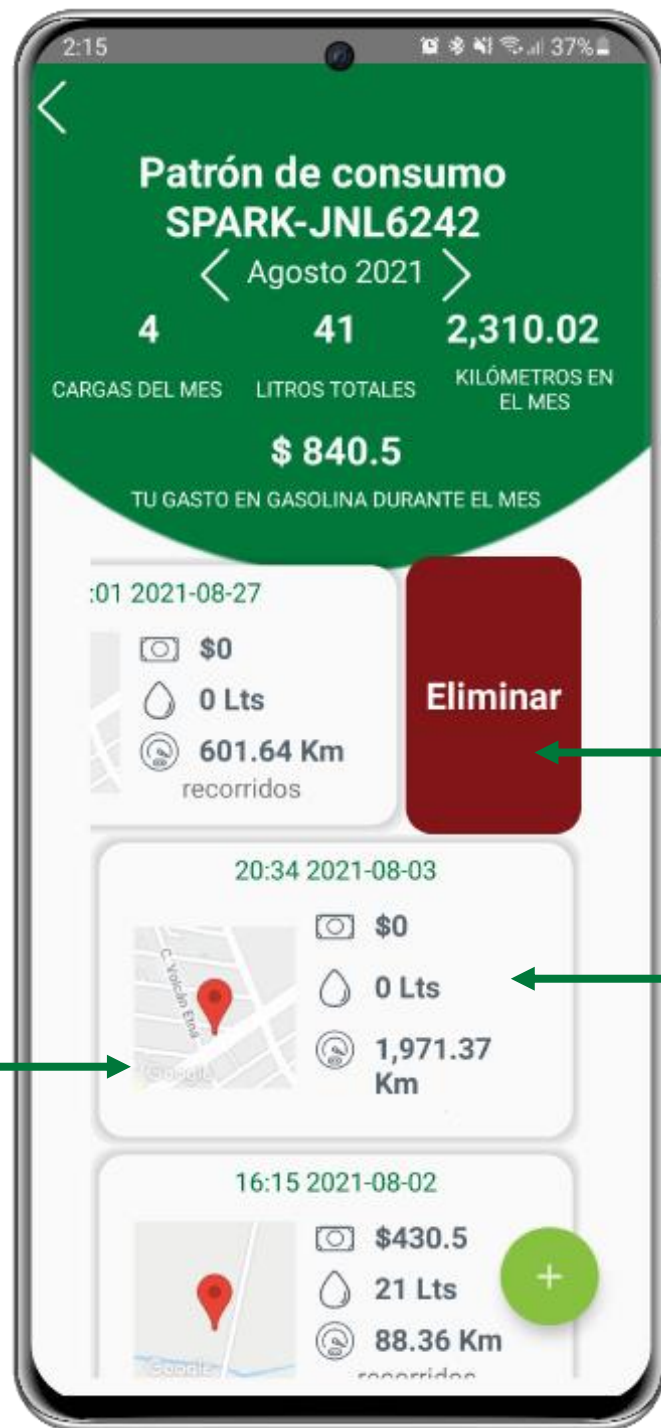 2:15
37%
Patrón de consumo
SPARK-JNL6242
Agosto 2021
4
41
2,310.02
CARGAS DEL MES
LITROS TOTALES
KILÓMETROS EN
EL MES
$ 840.5
TU GASTO EN GASOLINA DURANTE EL MES
:01 2021-08-27
$0
0 Lts
601.64 Km
recorridos
Eliminar
20:34 2021-08-03
C. Volcán Etna
Google
$0
0 Lts
1,971.37
Km
16:15 2021-08-02
Google
$430.5
21 Lts
88.36 Km
recorridos
+